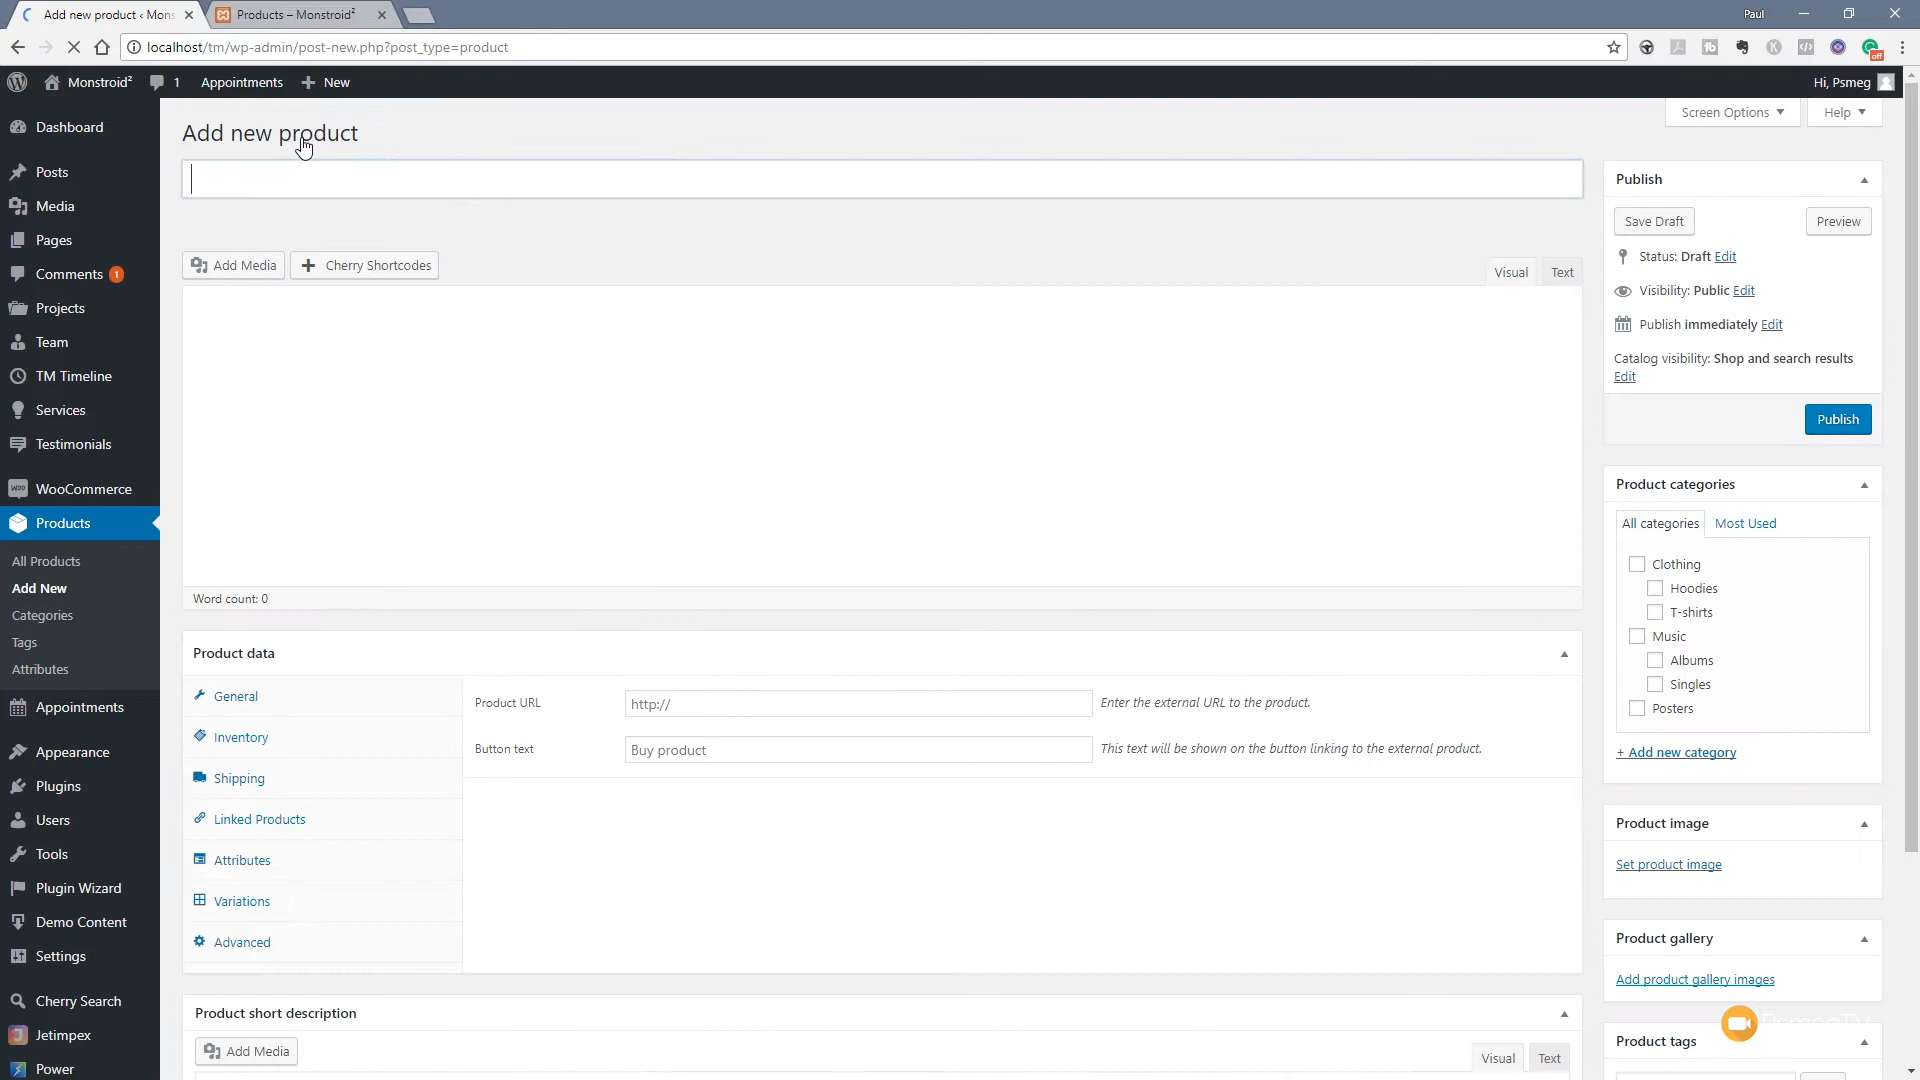 Add new product ‹ Mons
Products – Monstroid²
Paul
localhost/tm/wp-admin/post-new.php?post_type=product
off
Monstroid²
1
Appointments
New
Hi, Psmeg
Dashboard
Posts
Media
Pages
Comments 1
Projects
Team
TM Timeline
Services
Testimonials
WOO WooCommerce
Products
All Products
Add New
Categories
Tags
Attributes
Appointments
Appearance
Plugins
Users
Tools
Plugin Wizard
Demo Content
Settings
Cherry Search
Jetimpex
Power
Screen Options
Help
Add new product
Add Media
Cherry Shortcodes
Visual
Text
Word count: 0
Product data
General
Inventory
Shipping
Linked Products
Attributes
Variations
Advanced
Product URL
http://
Enter the external URL to the product.
Button text
Buy product
This text will be shown on the button linking to the external product.
Product short description
Add Media
Visual
Text
Publish
Save Draft
Preview
Status: Draft Edit
Visibility: Public Edit
Publish immediately Edit
Catalog visibility: Shop and search results
Edit
Publish
Product categories
All categories
Most Used
Clothing
Hoodies
T-shirts
Music
Albums
Singles
Posters
+ Add new category
Product image
Set product image
Product gallery
Add product gallery images
Product tags